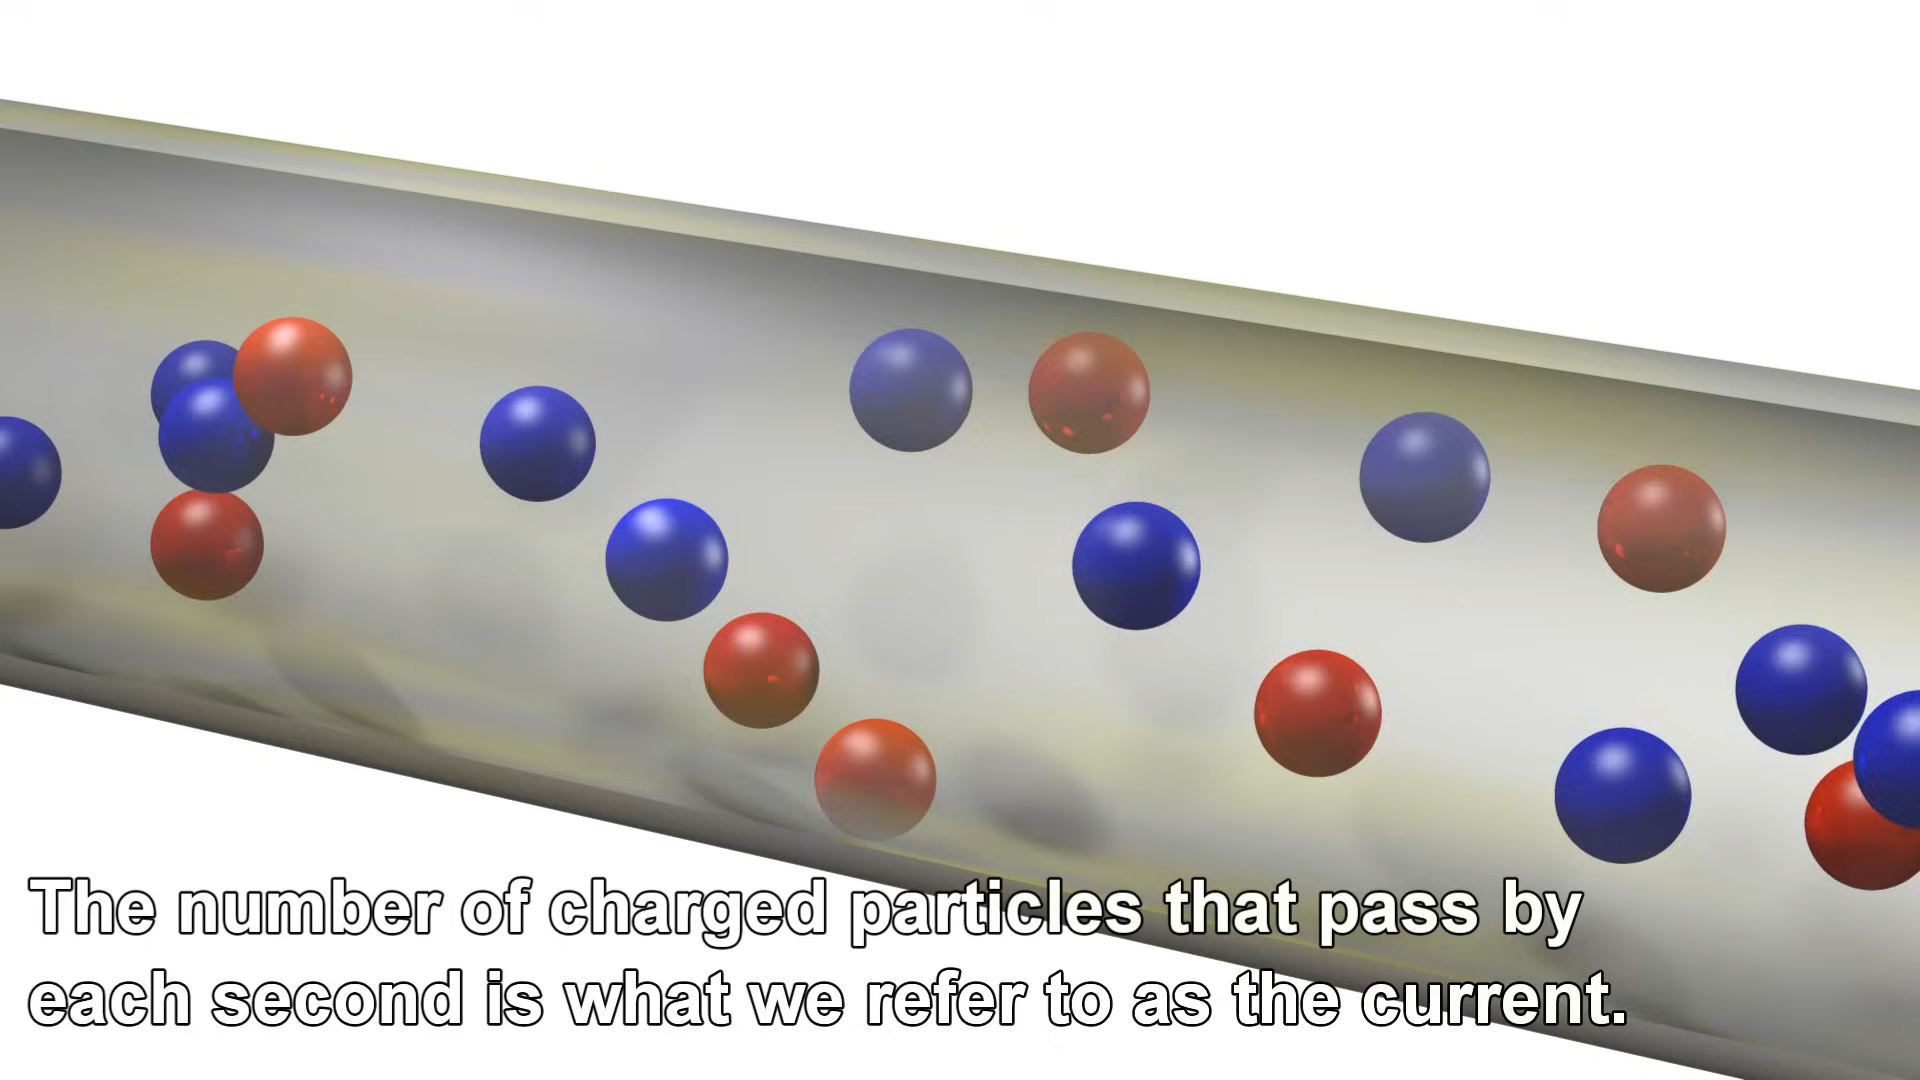 The number of charged particles that pass by
each second is what we refer to as the current.